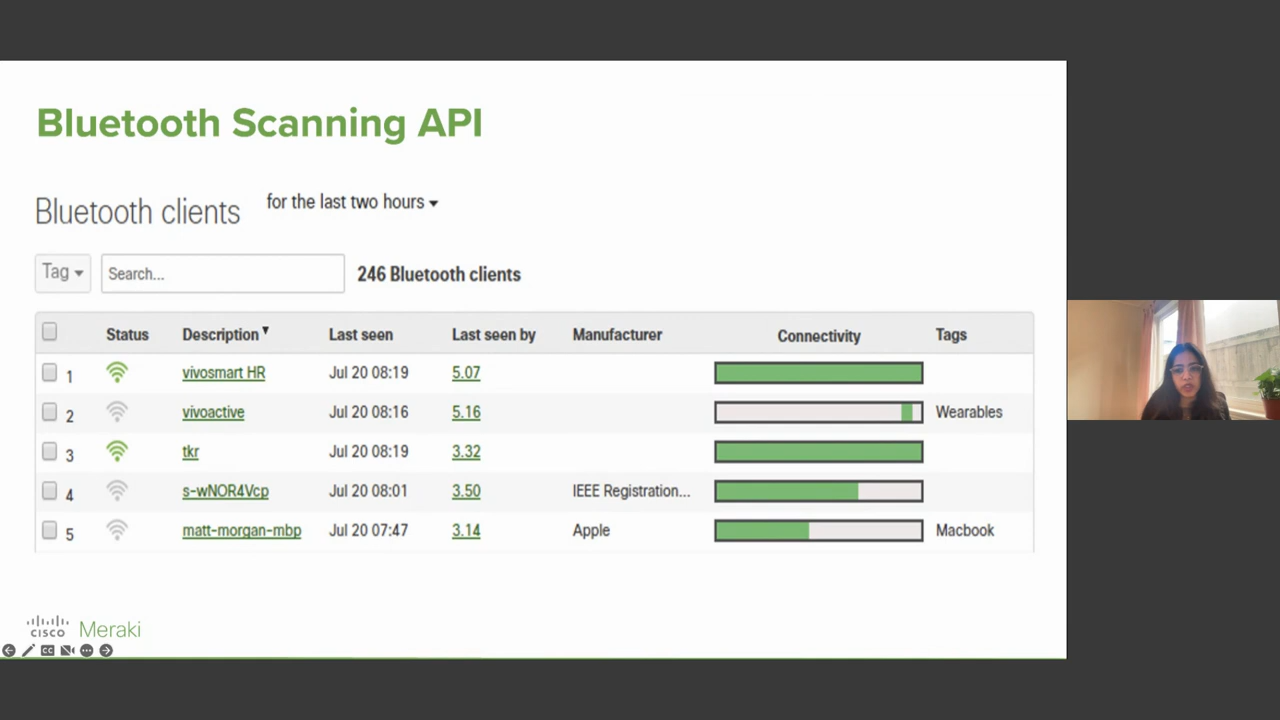 Bluetooth Scanning API
Bluetooth clients for the last two hours
Tag Search... 246 Bluetooth clients
Status Description Last seen Last seen by Manufacturer Connectivity Tags
1 vivosmart HR Jul 20 08:19 5.07
2 vivoactive Jul 20 08:16 5.16 Wearables
3 tkr Jul 20 08:19 3.32
4 s-wNOR4Vcp Jul 20 08:01 3.50 IEEE Registration...
5 matt-morgan-mbp Jul 20 07:47 3.14 Apple Macbook
CISCO Meraki
CC